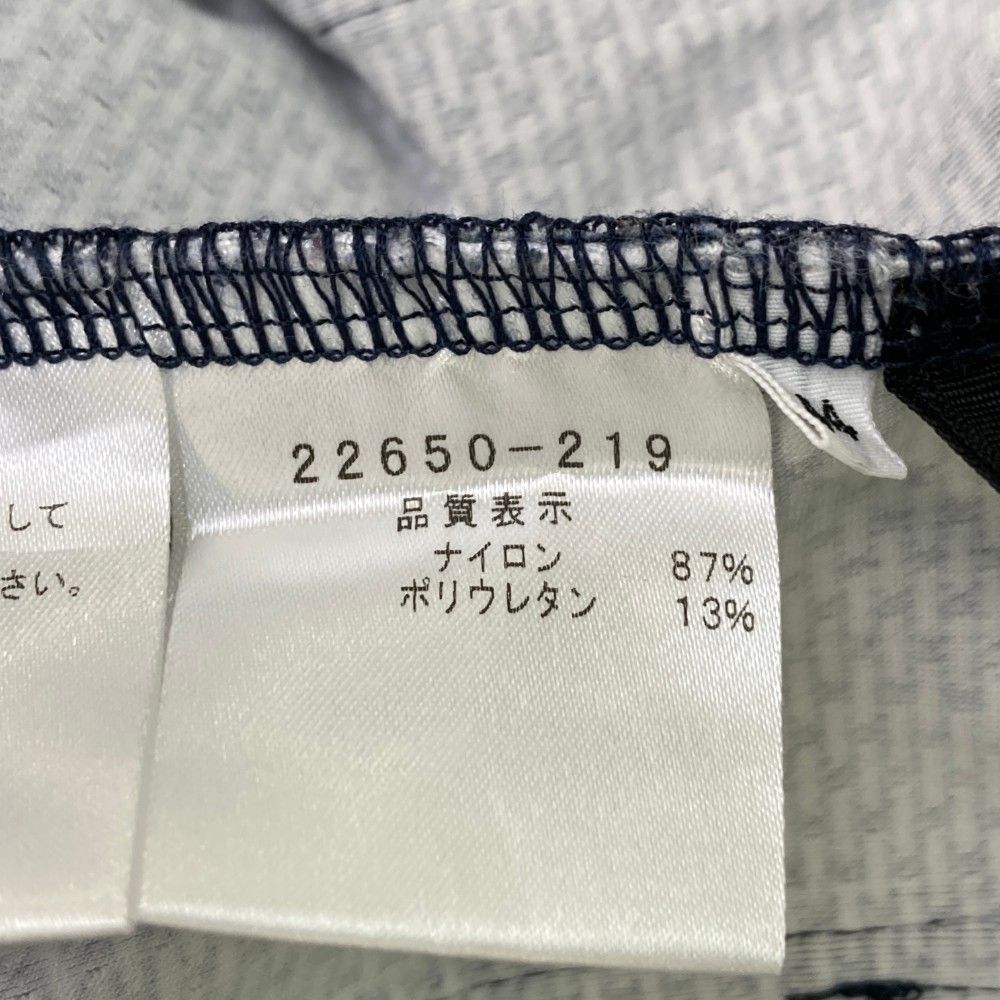 22650-219
品質表示
ナイロン 87%
ポリウレタン 13%
して
さい。